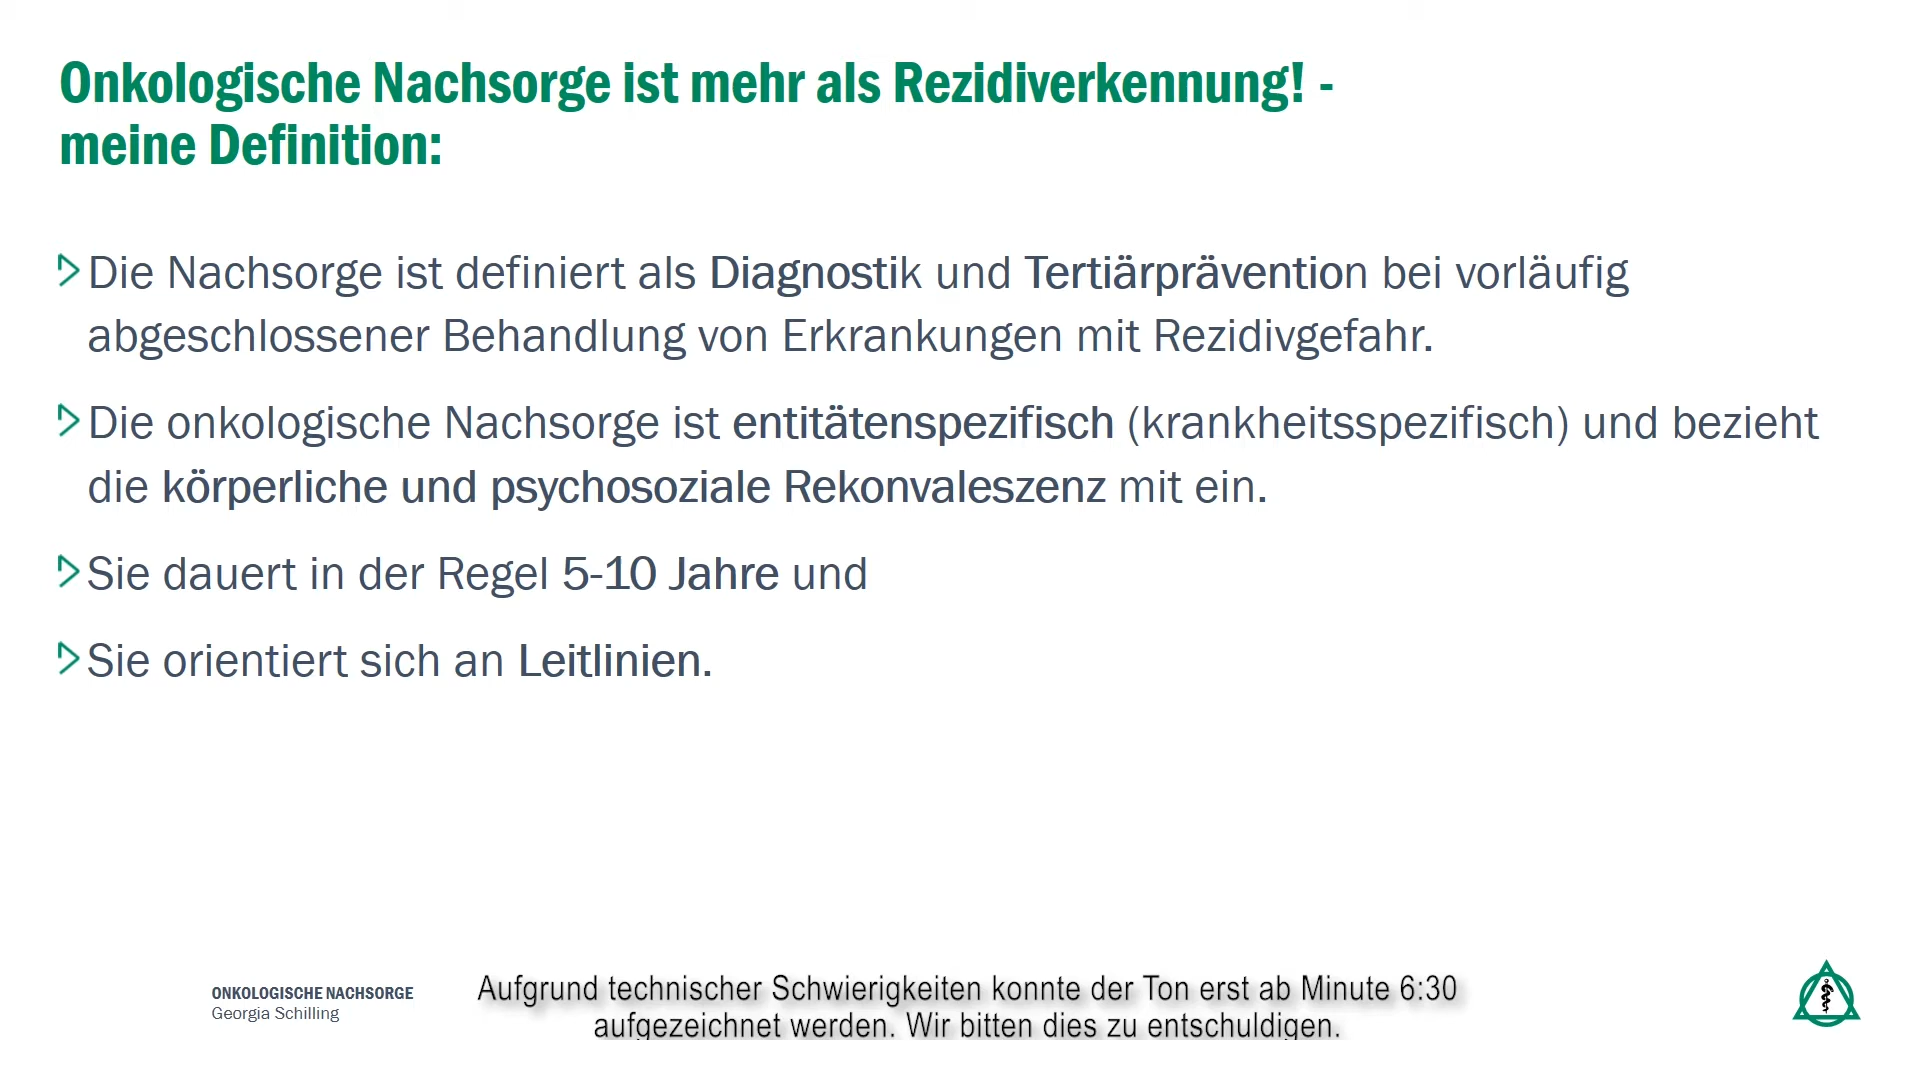 Onkologische Nachsorge ist mehr als Rezidiverkennung! -
meine Definition:
Die Nachsorge ist definiert als Diagnostik und Tertiärprävention bei vorläufig
abgeschlossener Behandlung von Erkrankungen mit Rezidivgefahr.
Die onkologische Nachsorge ist entitätenspezifisch (krankheitsspezifisch) und bezieht
die körperliche und psychosoziale Rekonvaleszenz mit ein.
Sie dauert in der Regel 5-10 Jahre und
Sie orientiert sich an Leitlinien.
ONKOLOGISCHE NACHSORGE
Georgia Schilling
Aufgrund technischer Schwierigkeiten konnte der Ton erst ab Minute 6:30
aufgezeichnet werden. Wir bitten dies zu entschuldigen.